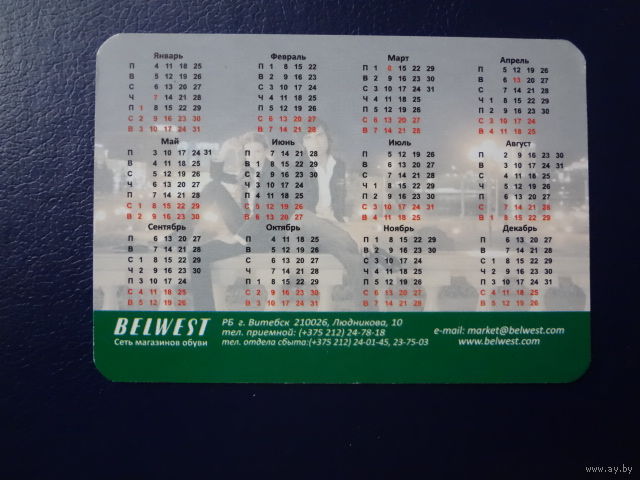 Январь
П 4 11 18 25
В 5 12 19 26
С 6 13 20 27
Ч 7 14 21 28
П 1 8 15 22 29
С 2 9 16 23 30
В 3 10 17 24 31
Февраль
П 1 8 15 22
В 2 9 16 23
С 3 10 17 24
Ч 4 11 18 25
П 5 12 19 26
С 6 13 20 27
В 7 14 21 28
Март
П 1 8 15 22 29
В 2 9 16 23 30
С 3 10 17 24 31
Ч 4 11 18 25
П 5 12 19 26
С 6 13 20 27
В 7 14 21 28
Апрель
П 5 12 19 26
В 6 13 20 27
С 7 14 21 28
Ч 1 8 15 22 29
П 2 9 16 23 30
С 3 10 17 24
В 4 11 18 25
Май
П 3 10 17 24 31
В 4 11 18 25
С 5 12 19 26
Ч 6 13 20 27
П 7 14 21 28
С 1 8 15 22 29
В 2 9 16 23 30
Июнь
П 7 14 21 28
В 1 8 15 22 29
С 2 9 16 23 30
Ч 3 10 17 24
П 4 11 18 25
С 5 12 19 26
В 6 13 20 27
Июль
П 5 12 19 26
В 6 13 20 27
С 7 14 21 28
Ч 1 8 15 22 29
П 2 9 16 23 30
С 3 10 17 24 31
В 4 11 18 25
Август
П 2 9 16 23 30
В 3 10 17 24 31
С 4 11 18 25
Ч 5 12 19 26
П 6 13 20 27
С 7 14 21 28
В 1 8 15 22 29
Сентябрь
П 6 13 20 27
В 7 14 21 28
С 1 8 15 22 29
Ч 2 9 16 23 30
П 3 10 17 24
С 4 11 18 25
В 5 12 19 26
Октябрь
П 4 11 18 25
В 5 12 19 26
С 6 13 20 27
Ч 7 14 21 28
П 1 8 15 22 29
С 2 9 16 23 30
В 3 10 17 24 31
Ноябрь
П 1 8 15 22 29
В 2 9 16 23 30
С 3 10 17 24
Ч 4 11 18 25
П 5 12 19 26
С 6 13 20 27
В 7 14 21 28
Декабрь
П 6 13 20 27
В 7 14 21 28
С 1 8 15 22 29
Ч 2 9 16 23 30
П 3 10 17 24 31
С 4 11 18 25
В 5 12 19 26
BELWEST
Сеть магазинов обуви
РБ г. Витебск 210026, Людникова, 10
тел. приемной: (+375 212) 24-78-18
тел. отдела сбыта:(+375 212) 24-01-45, 23-75-03
e-mail: market@belwest.com
www.belwest.com
www.ay.by